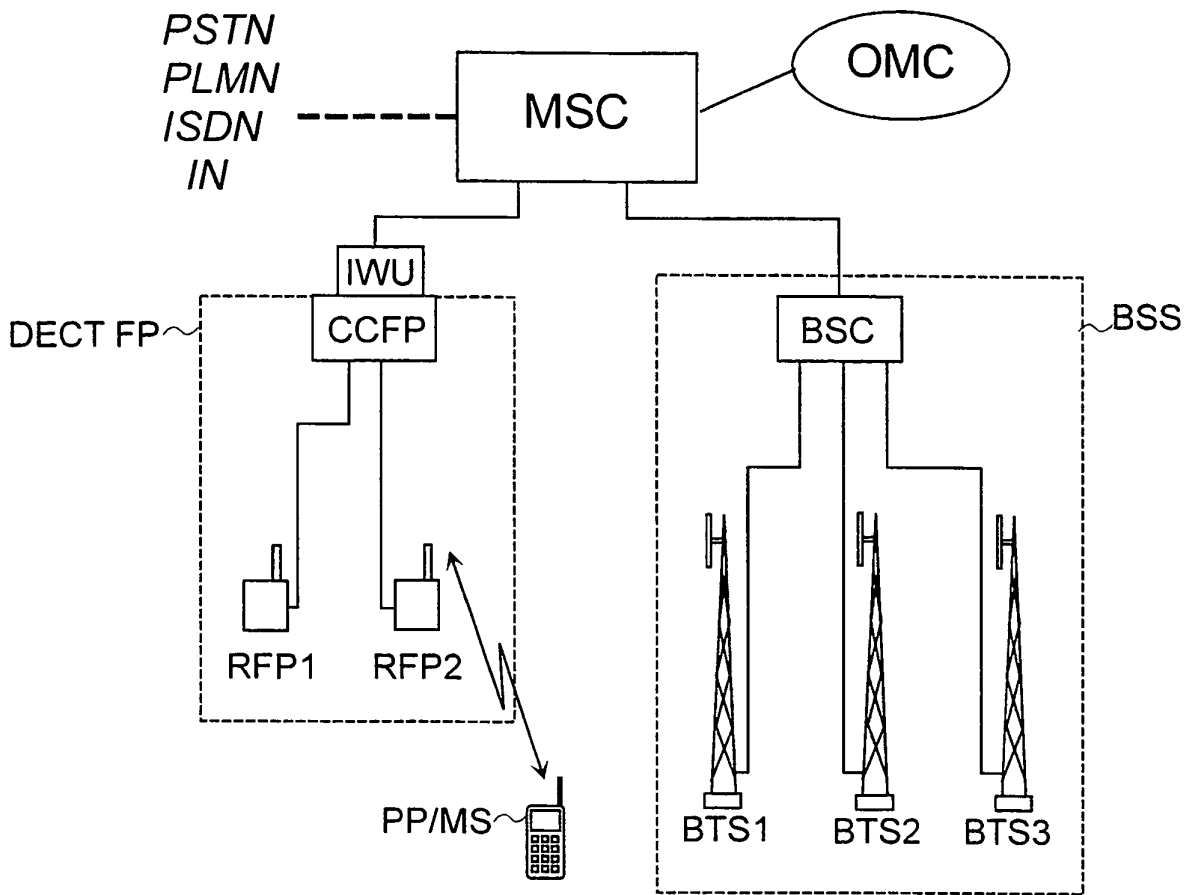 PSTN
PLMN
ISDN
IN
MSC
OMC
IWU
DECT FP
CCFP
BSC
BSS
RFP1
RFP2
PP/MS
BTS1
BTS2
BTS3